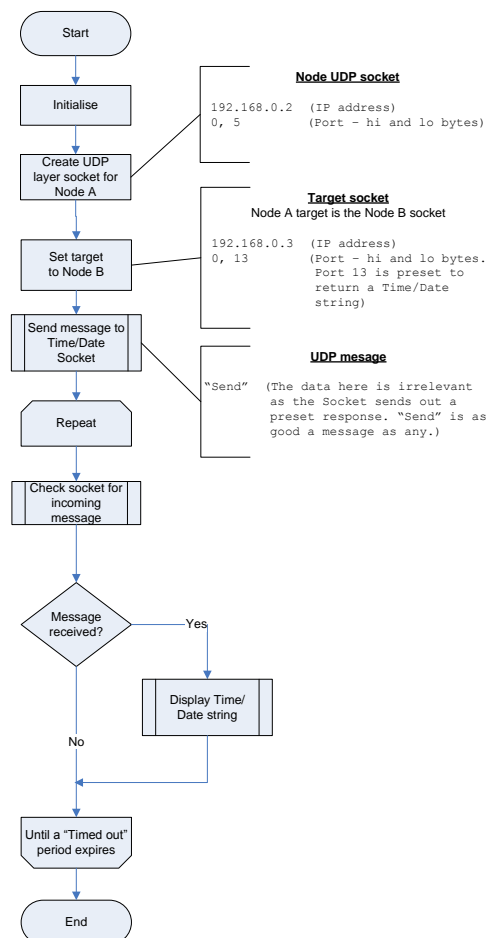 Start
Initialise
Create UDP
layer socket for
Node A
Node UDP socket
192.168.0.2 (IP address)
0, 5 (Port – hi and lo bytes)
Set target
to Node B
Target socket
Node A target is the Node B socket
192.168.0.3 (IP address)
0, 13 (Port – hi and lo bytes.
Port 13 is preset to
return a Time/Date
string)
Send message to
Time/Date
Socket
UDP message
“Send” (The data here is irrelevant
as the Socket sends out a
preset response. “Send” is as
good a message as any.)
Repeat
Check socket for
incoming
message
Message
received?
Yes
Display Time/
Date string
No
Until a “Timed out”
period expires
End